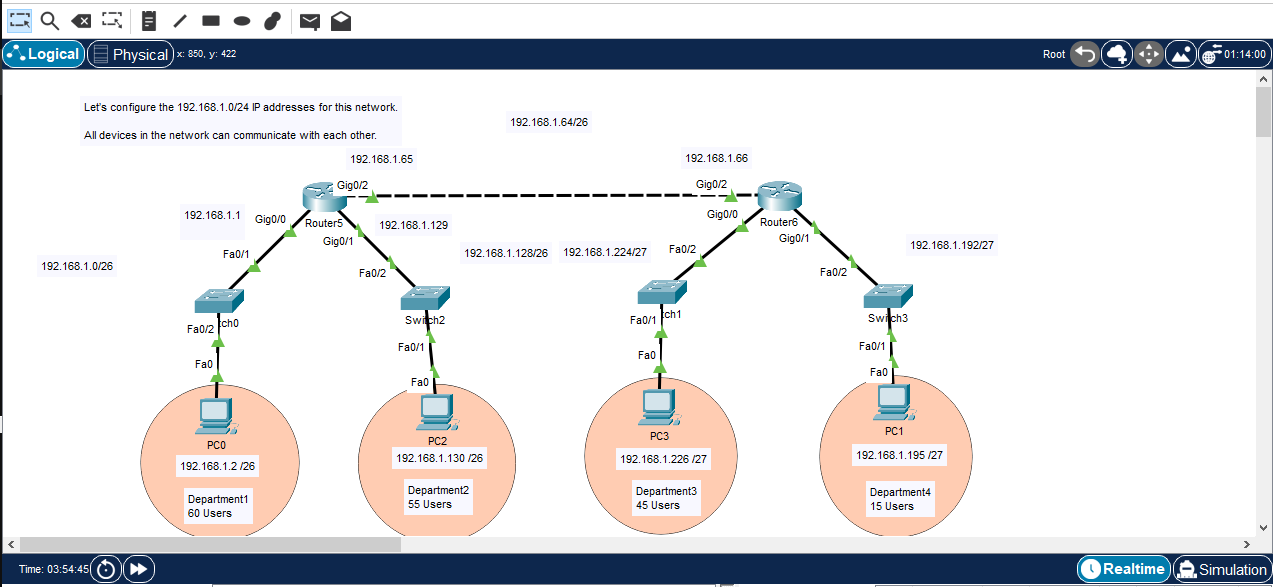 Logical
Physical
x: 850, y: 422
Root
01:14:00
Let's configure the 192.168.1.0/24 IP addresses for this network.
All devices in the network can communicate with each other.
192.168.1.64/26
192.168.1.65
192.168.1.66
Gig0/2
Gig0/2
192.168.1.1
Gig0/0
Router5
192.168.1.129
Gig0/0
Router6
Gig0/1
Gig0/1
192.168.1.0/26
Fa0/1
Fa0/2
192.168.1.128/26
192.168.1.224/27
Fa0/2
Fa0/2
192.168.1.192/27
tch0
Switch2
tch1
Switch3
Fa0/2
Fa0/1
Fa0/1
Fa0/1
Fa0
Fa0
Fa0
Fa0
PC0
PC2
PC3
PC1
192.168.1.2 /26
192.168.1.130 /26
192.168.1.226 /27
192.168.1.195 /27
Department1
60 Users
Department2
55 Users
Department3
45 Users
Department4
15 Users
Time: 03:54:45
Realtime
Simulation